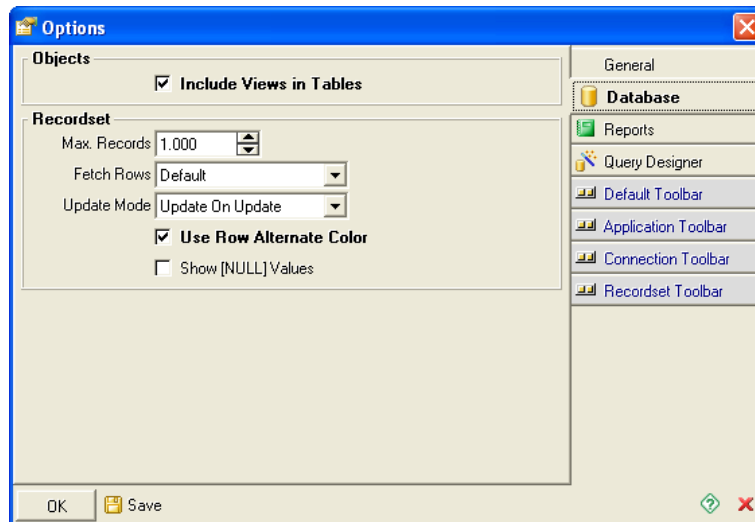 Options
Objects
Include Views in Tables
Recordset
Max. Records 1.000
Fetch Rows Default
Update Mode Update On Update
Use Row Alternate Color
Show [NULL] Values
General
Database
Reports
Query Designer
Default Toolbar
Application Toolbar
Connection Toolbar
Recordset Toolbar
OK Save